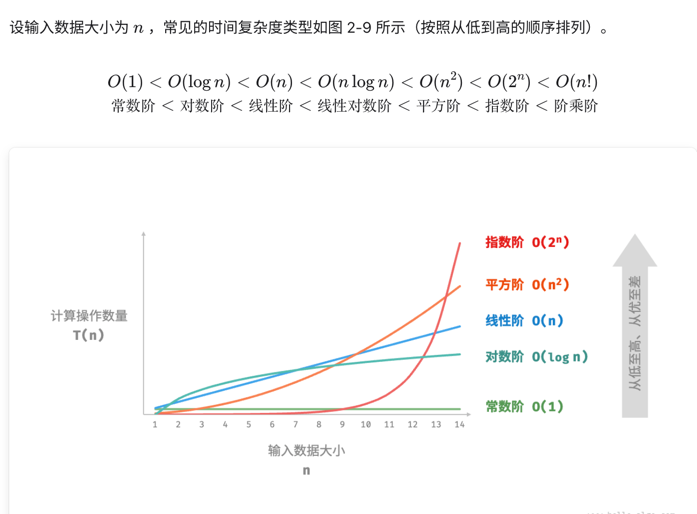 设输入数据大小为 n ，常见的时间复杂度类型如图 2-9 所示（按照从低到高的顺序排列）。
O(1) < O(log n) < O(n) < O(n log n) < O(n²) < O(2ⁿ) < O(n!)
常数阶 < 对数阶 < 线性阶 < 线性对数阶 < 平方阶 < 指数阶 < 阶乘阶
指数阶 O(2ⁿ)
平方阶 O(n²)
计算操作数量
T(n)
线性阶 O(n)
对数阶 O(log n)
常数阶 O(1)
从低至高、从优至差
1 2 3 4 5 6 7 8 9 10 11 12 13 14
输入数据大小
n